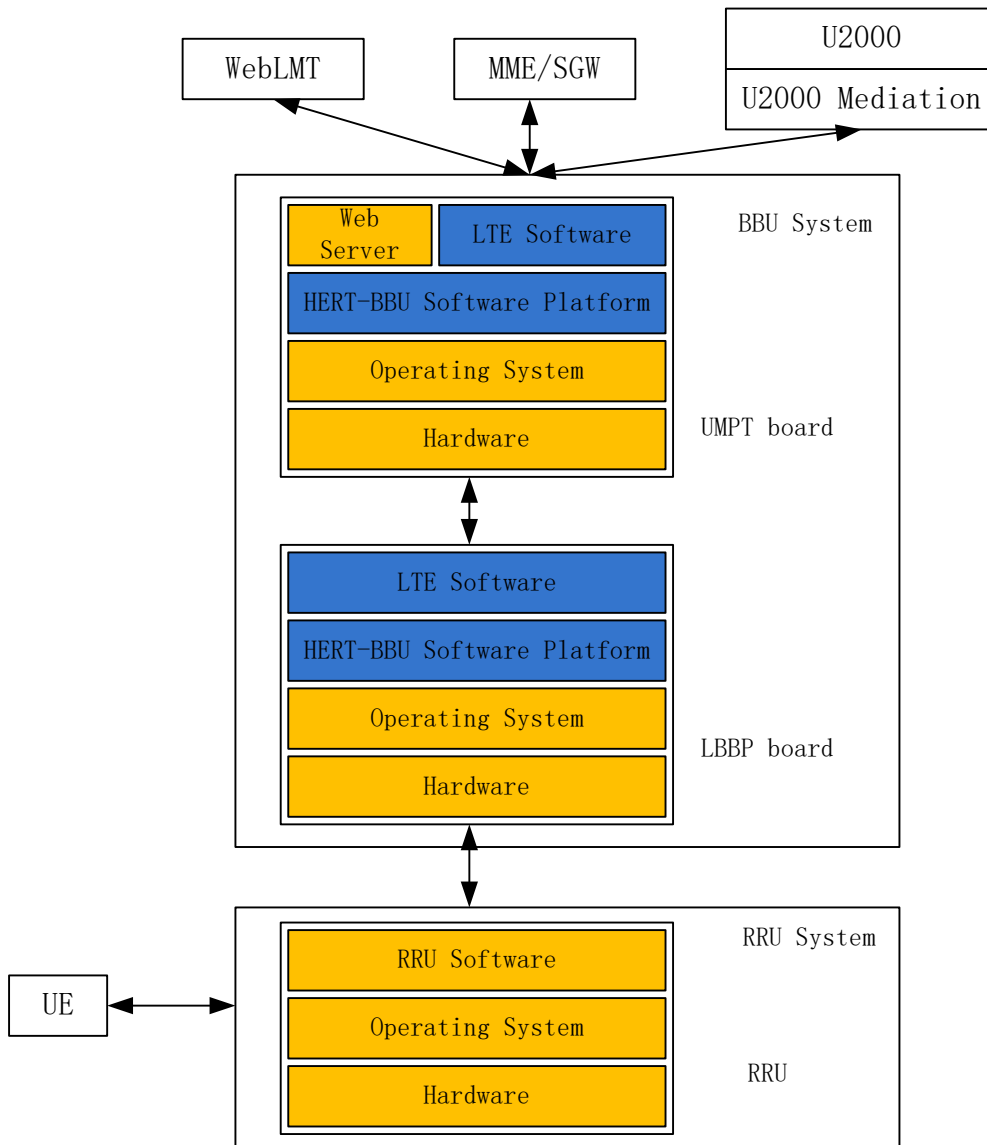 WebLMT
MME/SGW
U2000
U2000 Mediation
BBU System
Web
Server
LTE Software
HERT-BBU Software Platform
Operating System
Hardware
UMPT board
LTE Software
HERT-BBU Software Platform
Operating System
Hardware
LBBP board
RRU System
RRU Software
UE
Operating System
RRU
Hardware